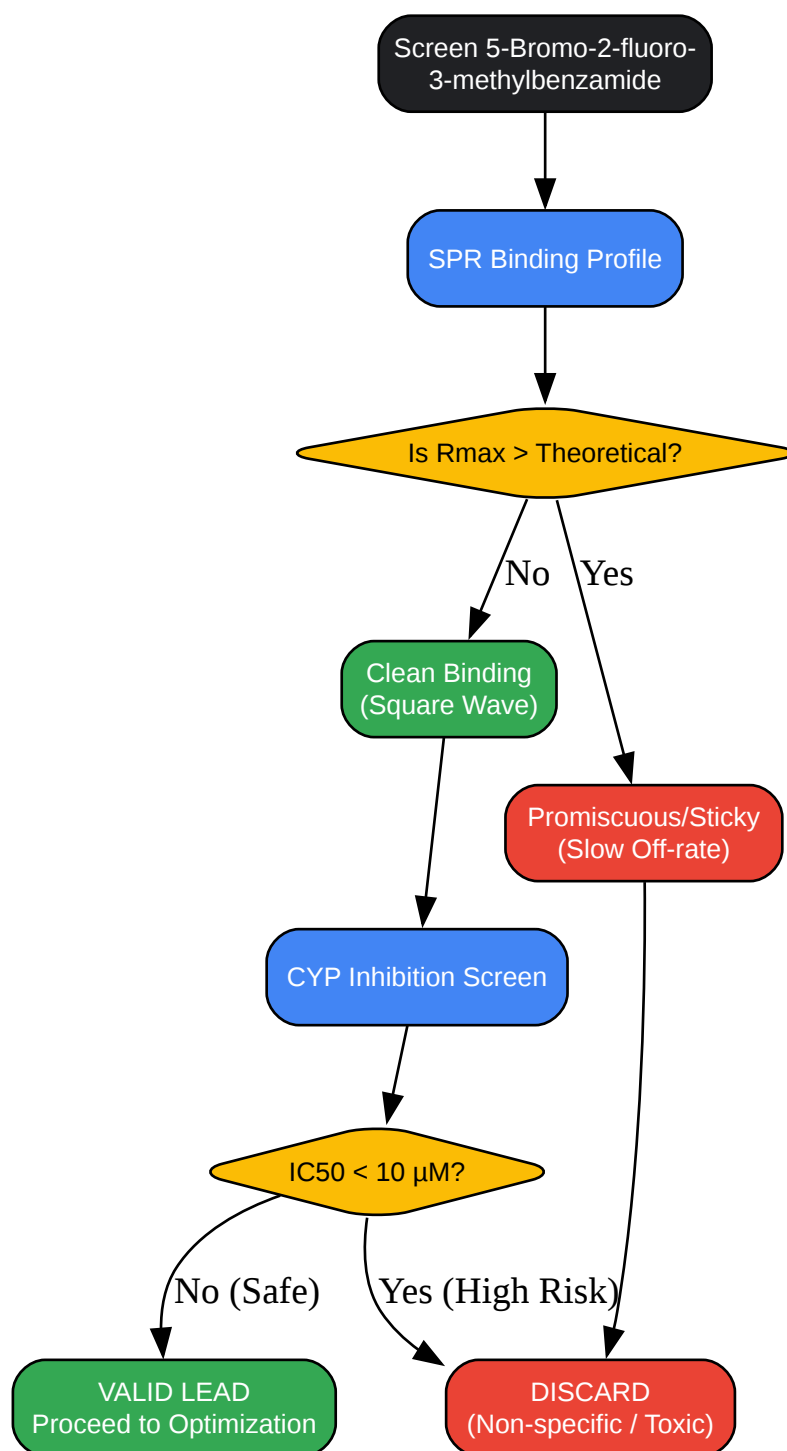 Screen 5-Bromo-2-fluoro-
3-methylbenzamide
SPR Binding Profile
Is Rmax > Theoretical?
No
Yes
Clean Binding
(Square Wave)
Promiscuous/Sticky
(Slow Off-rate)
CYP Inhibition Screen
IC50 < 10 µM?
No (Safe)
Yes (High Risk)
VALID LEAD
Proceed to Optimization
DISCARD
(Non-specific / Toxic)